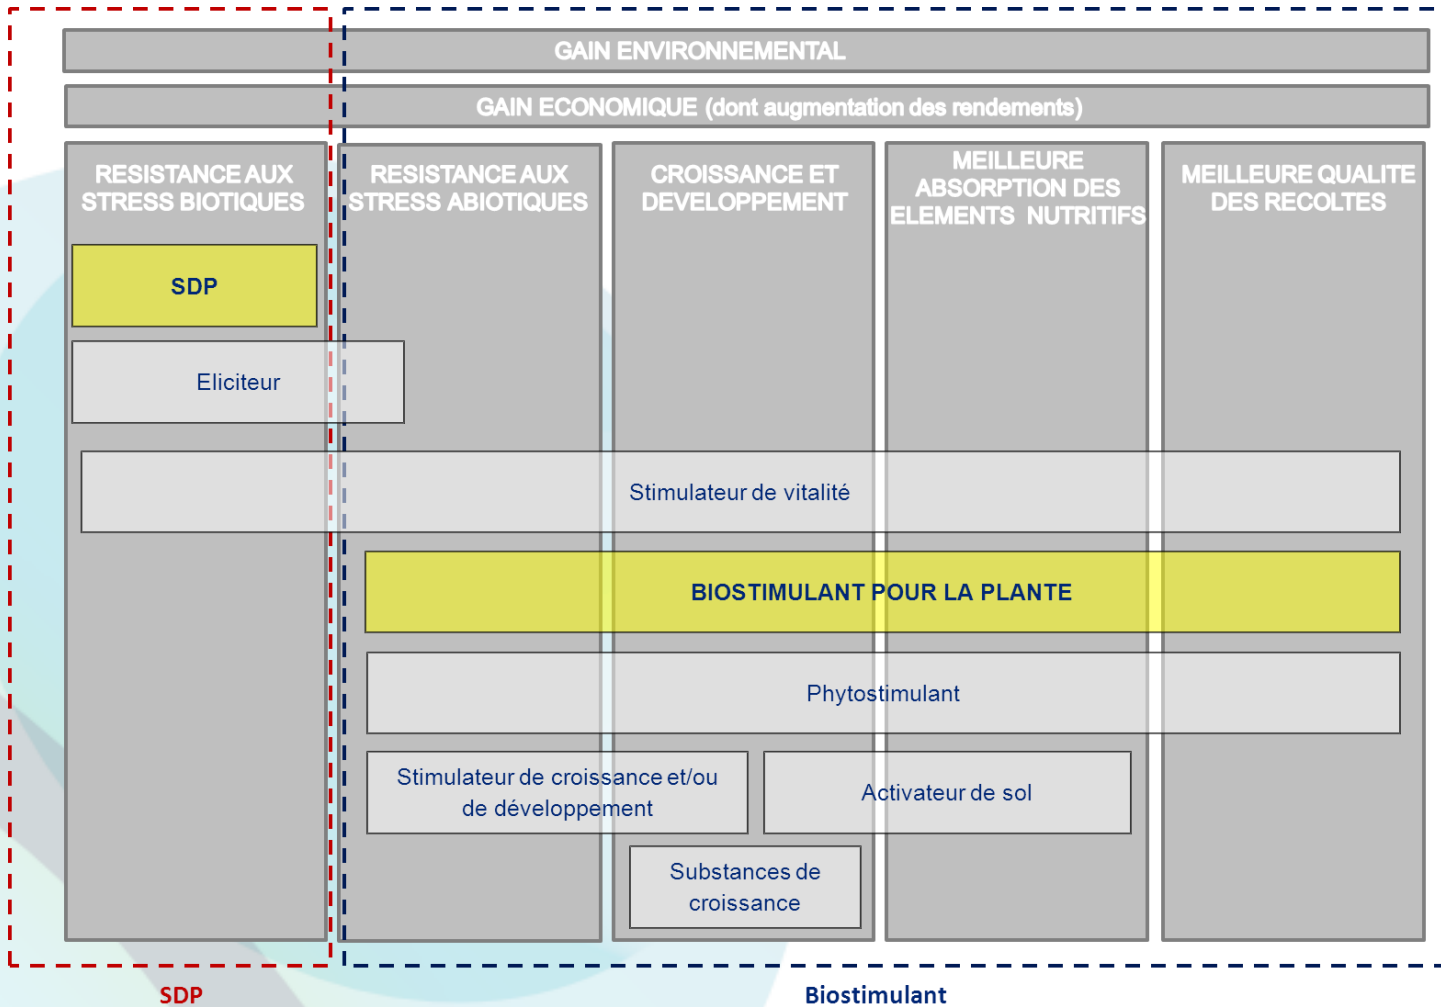 GAIN ENVIRONNEMENTAL
GAIN ECONOMIQUE (dont augmentation des rendements)
RESISTANCE AUX
STRESS BIOTIQUES
RESISTANCE AUX
STRESS ABIOTIQUES
CROISSANCE ET
DEVELOPPEMENT
MEILLEURE
ABSORPTION DES
ELEMENTS NUTRITIFS
MEILLEURE QUALITE
DES RECOLTES
SDP
Eliciteur
Stimulateur de vitalité
BIOSTIMULANT POUR LA PLANTE
Phytostimulant
Stimulateur de croissance et/ou
de développement
Activateur de sol
Substances de
croissance
SDP
Biostimulant